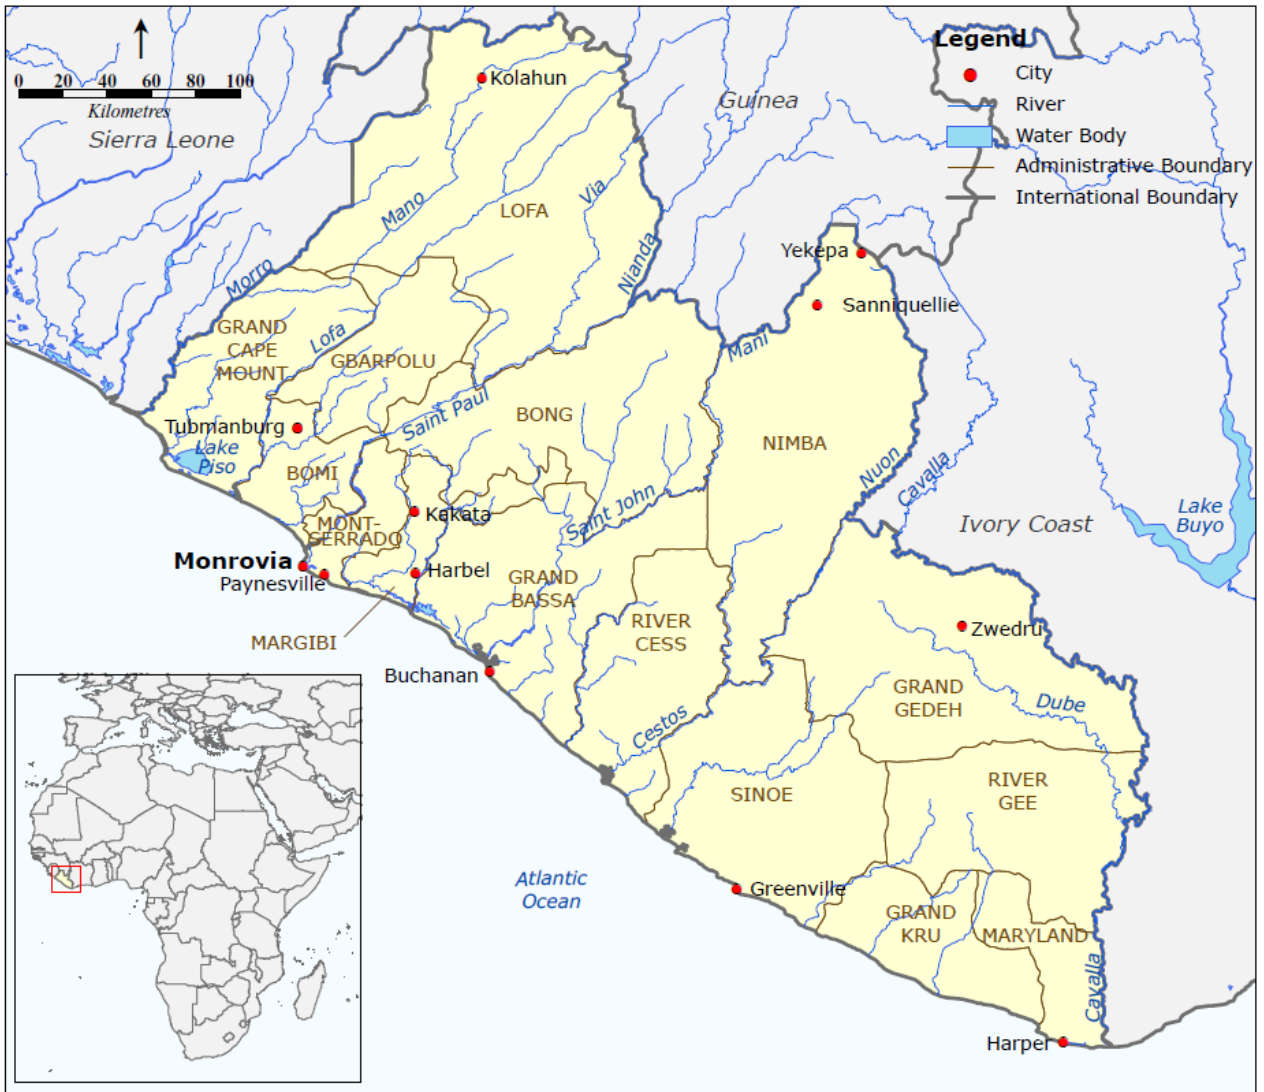 Legend
City
River
Water Body
Administrative Boundary
International Boundary
0 20 40 60 80 100
Kilometres
Sierra Leone
Guinea
Kolahun
Mano
Via
LOFA
Nianda
Morro
Yekepa
Sanniquellie
GRAND
CAPE
MOUNT
Lofa
GBARPOLU
Mani
Saint Paul
BONG
Tubmanburg
Lake
Piso
BOMI
NIMBA
Nuon
Cavalla
Saint John
Kakata
MONT-
SERRADO
Ivory Coast
Lake
Buyo
Monrovia
Paynesville
Harbel
GRAND
BASSA
RIVER
CESS
MARGIBI
Zwedru
Buchanan
GRAND
GEDEH
Dube
Cestos
SINOE
RIVER
GEE
Atlantic
Ocean
Greenville
GRAND
KRU
MARYLAND
Cavalla
Harper